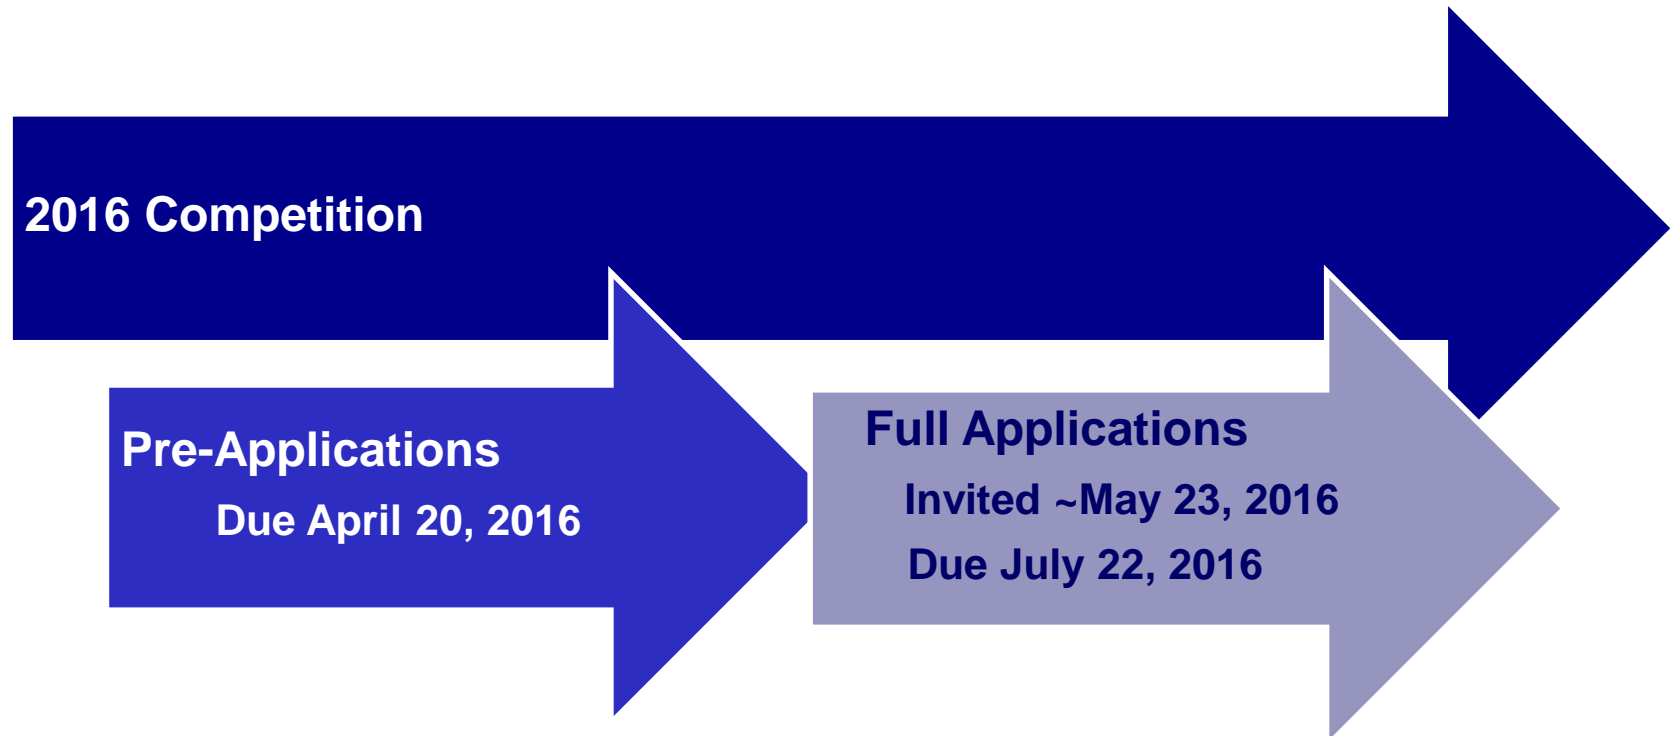 2016 Competition
Pre-Applications
Due April 20, 2016
Full Applications
Invited ~May 23, 2016
Due July 22, 2016